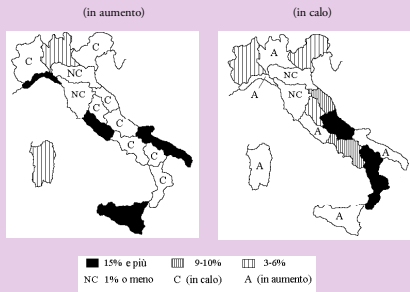 (in aumento) (in calo)
C C A
NC NC
NC C NC
C
C A
C A
C A
C A
A
■ 15% e più 9-10% 3-6%
NC 1% o meno C (in calo) A (in aumento)